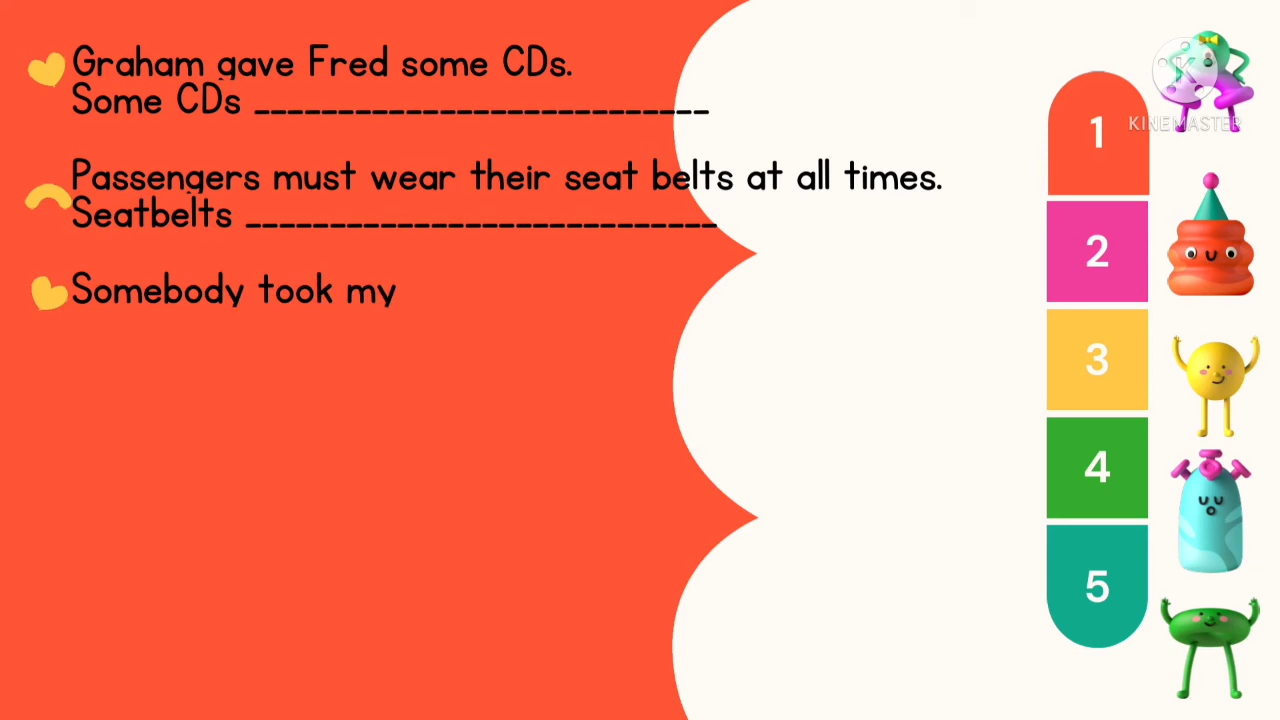 Graham gave Fred some CDs.
Some CDs ___________________________
Passengers must wear their seat belts at all times.
Seatbelts ____________________________
Somebody took my
1
2
3
4
5
K
KINEMASTER